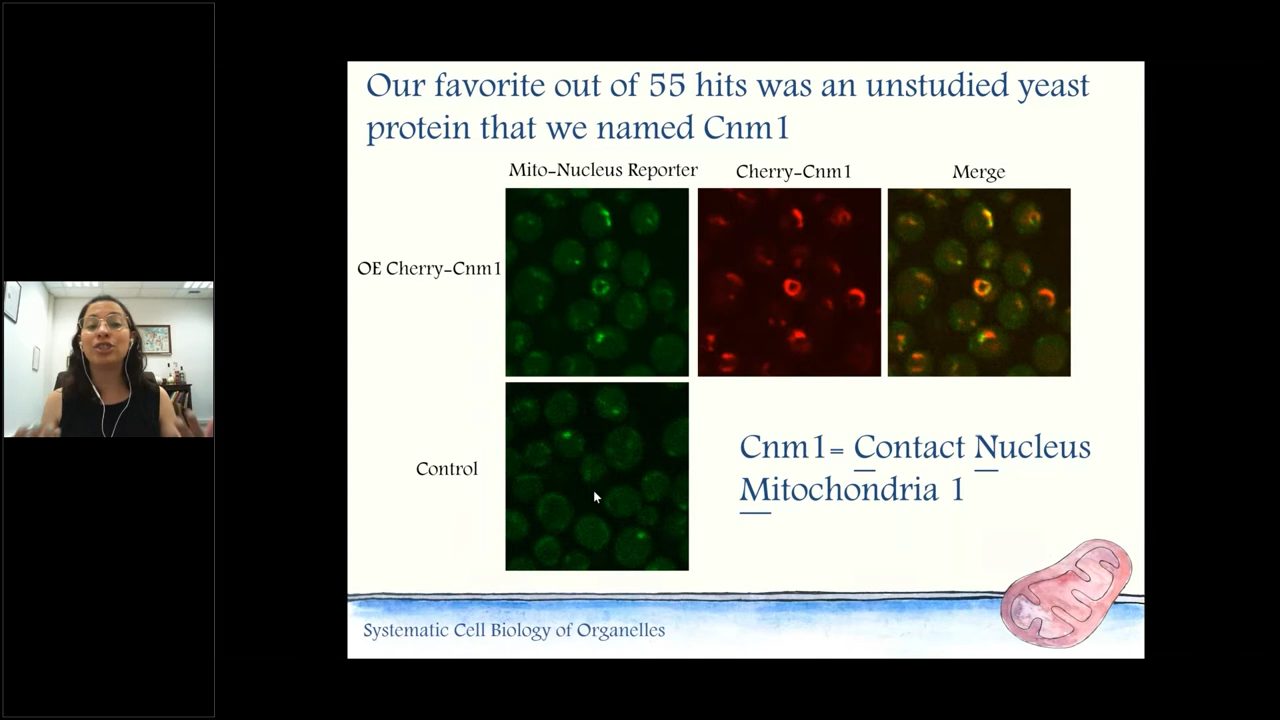 Our favorite out of 55 hits was an unstudied yeast
protein that we named Cnm1
Mito-Nucleus Reporter
Cherry-Cnm1
Merge
OE Cherry-Cnm1
Control
Cnm1= Contact Nucleus
Mitochondria 1
Systematic Cell Biology of Organelles